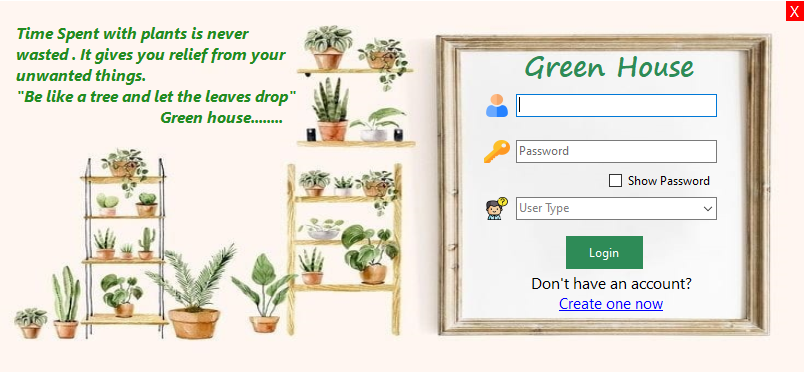 X
Time Spent with plants is never
wasted . It gives you relief from your
unwanted things.
"Be like a tree and let the leaves drop"
Green house........
Green House
Password
Show Password
User Type
Login
Don't have an account?
Create one now